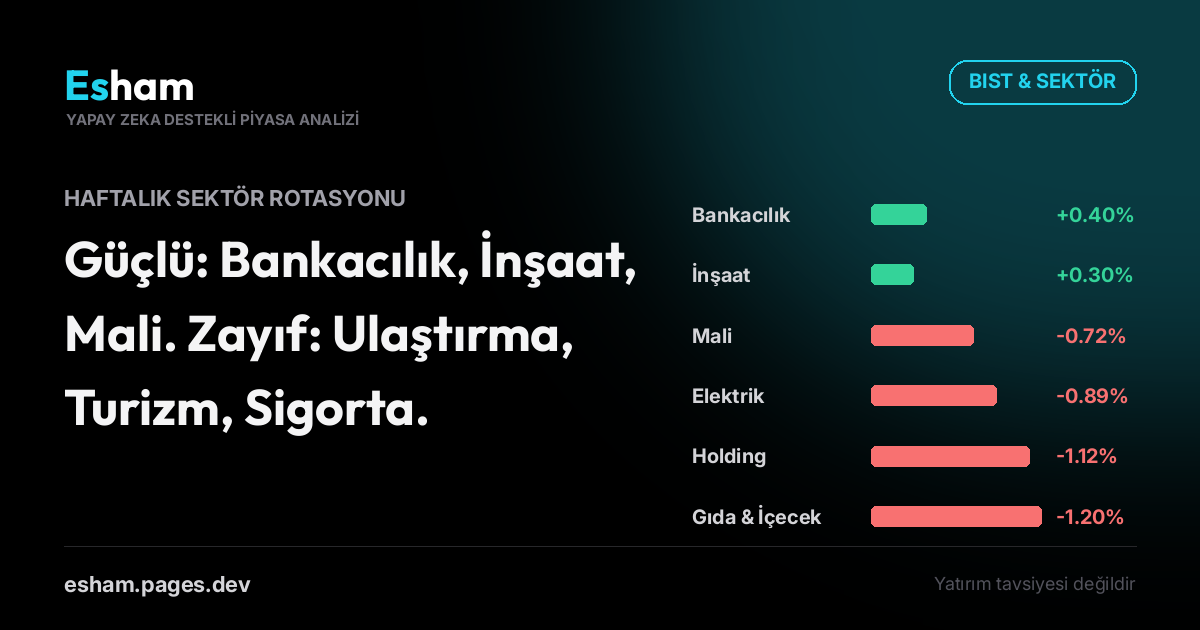 Esham
YAPAY ZEKA DESTEKLİ PİYASA ANALİZİ
BIST & SEKTÖR
HAFTALIK SEKTÖR ROTASYONU
Güçlü: Bankacılık, İnşaat,
Mali. Zayıf: Ulaştırma,
Turizm, Sigorta.
Bankacılık +0.40%
İnşaat +0.30%
Mali -0.72%
Elektrik -0.89%
Holding -1.12%
Gıda & İçecek -1.20%
esham.pages.dev
Yatırım tavsiyesi değildir